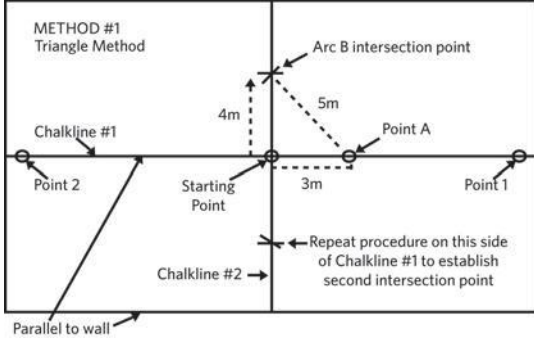 METHOD #1
Triangle Method
Arc B intersection point
4m
5m
Chalkline #1
Point A
Point 2
Starting
Point
3m
Point 1
Repeat procedure on this side
of Chalkline #1 to establish
second intersection point
Chalkline #2
Parallel to wall